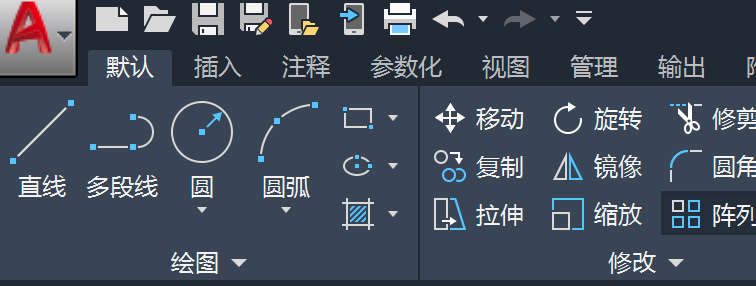 默认 插入 注释 参数化 视图 管理 输出
直线 多段线 圆 圆弧
移动 旋转 修剪
复制 镜像 圆角
拉伸 缩放 阵列
绘图 修改